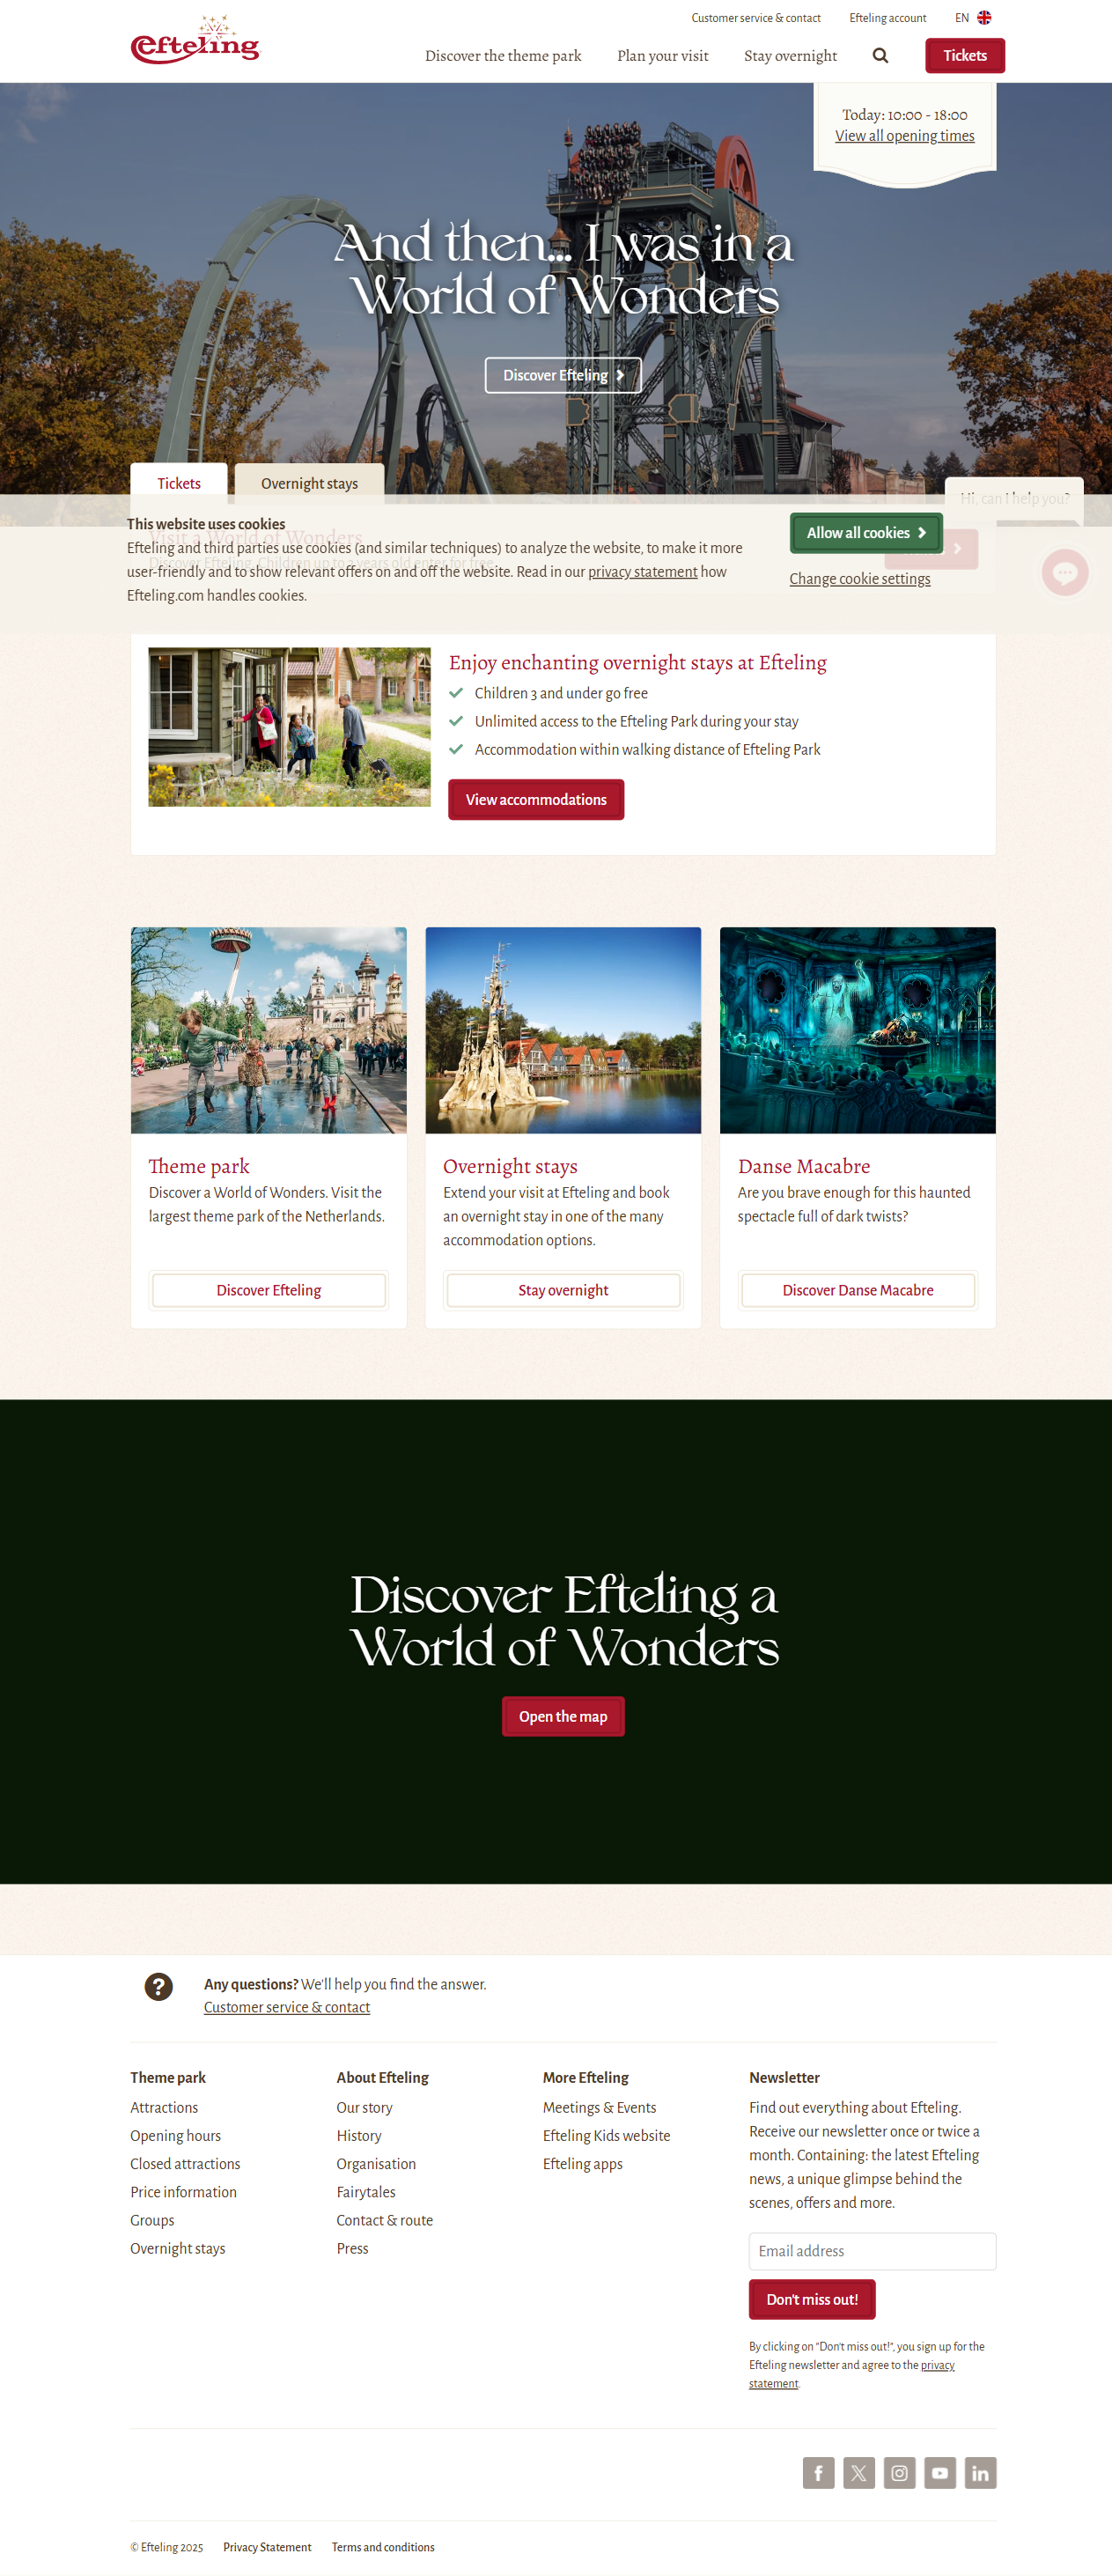 Customer service & contact
Efteling account
EN
Efteling
Discover the theme park
Plan your visit
Stay overnight
Tickets
Today: 10:00 - 18:00
View all opening times
And then... I was in a
World of Wonders
Discover Efteling
Tickets
Overnight stays
Hi, can I help you?
Visit a World of Wonders
This website uses cookies
Efteling and third parties use cookies (and similar techniques) to analyze the website, to make it more
user-friendly and to show relevant offers on and off the website. Read in our privacy statement how
Efteling.com handles cookies.
Allow all cookies
Change cookie settings
Enjoy enchanting overnight stays at Efteling
Children 3 and under go free
Unlimited access to the Efteling Park during your stay
Accommodation within walking distance of Efteling Park
View accommodations
Theme park
Discover a World of Wonders. Visit the
largest theme park of the Netherlands.
Discover Efteling
Overnight stays
Extend your visit at Efteling and book
an overnight stay in one of the many
accommodation options.
Stay overnight
Danse Macabre
Are you brave enough for this haunted
spectacle full of dark twists?
Discover Danse Macabre
Discover Efteling a
World of Wonders
Open the map
Any questions? We'll help you find the answer.
Customer service & contact
Theme park
Attractions
Opening hours
Closed attractions
Price information
Groups
Overnight stays
About Efteling
Our story
History
Organisation
Fairytales
Contact & route
Press
More Efteling
Meetings & Events
Efteling Kids website
Efteling apps
Newsletter
Find out everything about Efteling.
Receive our newsletter once or twice a
month. Containing: the latest Efteling
news, a unique glimpse behind the
scenes, offers and more.
Email address
Don't miss out!
By clicking on "Don't miss out!", you sign up for the
Efteling newsletter and agree to the privacy
statement.
© Efteling 2025
Privacy Statement
Terms and conditions